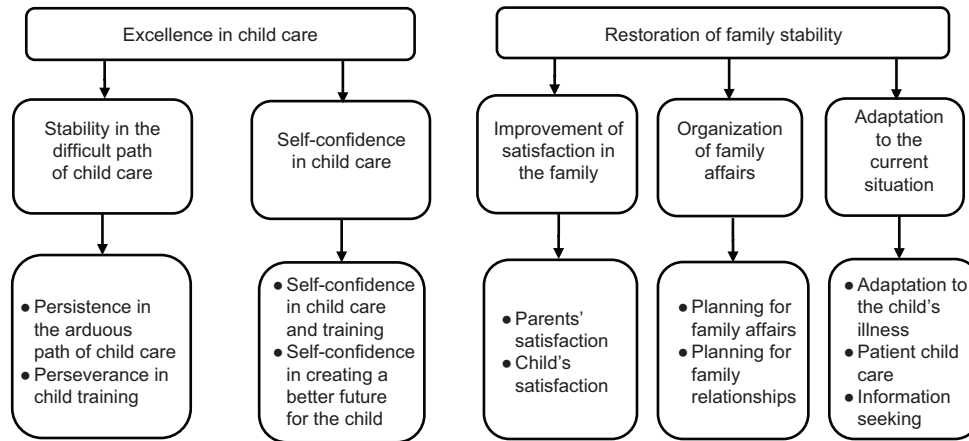 Excellence in child care
Restoration of family stability
Stability in the
difficult path
of child care
Self-confidence
in child care
Improvement of
satisfaction in
the family
Organization
of family
affairs
Adaptation
to the
current
situation
● Persistence in
the arduous
path of child care
● Perseverance in
child training
● Self-confidence
in child care
and training
● Self-confidence
in creating a
better future
for the child
● Parents’
satisfaction
● Child’s
satisfaction
● Planning for
family affairs
● Planning for
family
relationships
● Adaptation to
the child’s
illness
● Patient child
care
● Information
seeking